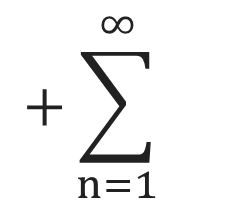 ∞
+∑
n=1